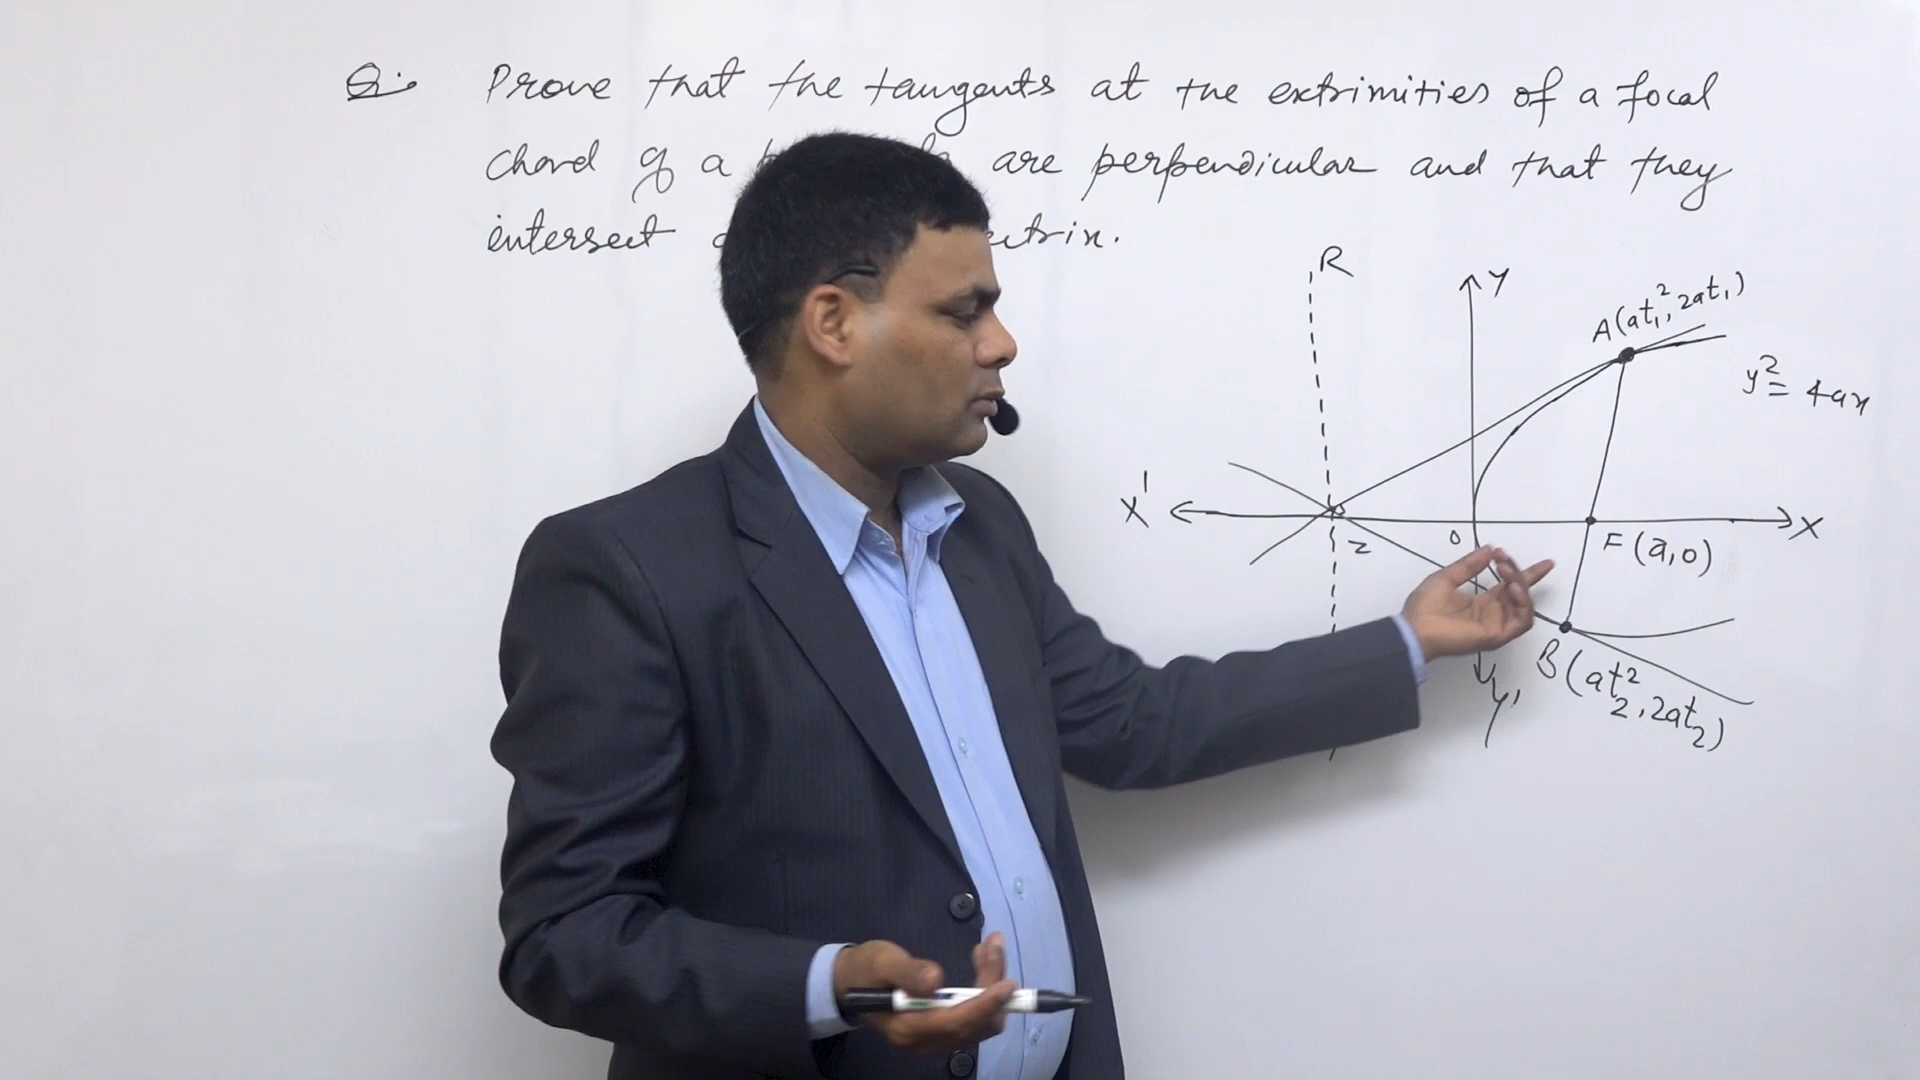 Q:. Prove that the tangents at the extrimities of a focal
chord of a are perpendicular and that they
intersect
R
Y
A(at₁², 2at₁)
y² = 4ax
X'
Z
O
F(a,0)
X
B(at₂², 2at₂)
Y'